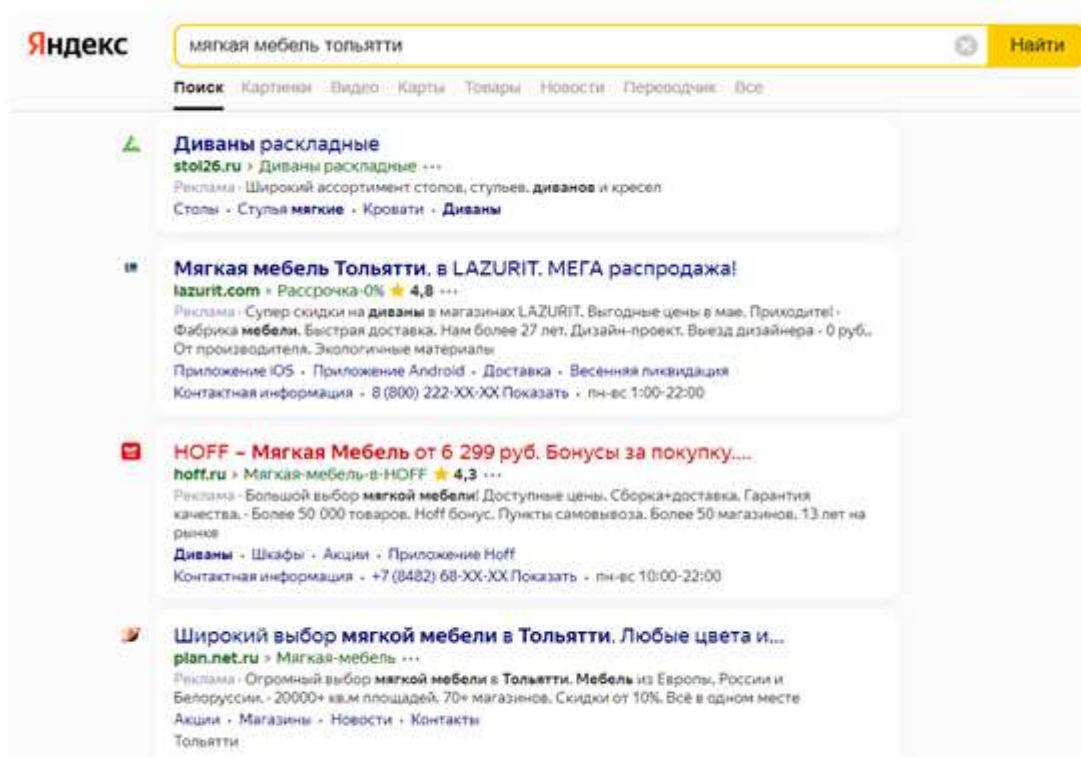 Яндекс
мягкая мебель тольятти
Найти
Поиск Картинки Видео Карты Товары Новости Переводчик Все
Диваны раскладные
stol26.ru › Диваны раскладные ···
Реклама · Широкий ассортимент столов, стульев, диванов и кресел
Столы · Стулья мягкие · Кровати · Диваны
Мягкая мебель Тольятти. в LAZURIT. МЕГА распродажа!
lazurit.com › Рассрочка-0% ★ 4,8 ···
Реклама · Супер скидки на диваны в магазинах LAZURIT. Выгодные цены в мае. Приходите! ·
Фабрика мебели. Быстрая доставка. Нам более 27 лет. Дизайн-проект. Выезд дизайнера - 0 руб..
От производителя. Экологичные материалы
Приложение iOS · Приложение Android · Доставка · Весенняя ликвидация
Контактная информация · 8 (800) 222-XX-XX Показать · пн-вс 1:00-22:00
HOFF – Мягкая Мебель от 6 299 руб. Бонусы за покупку....
hoff.ru › Мягкая-мебель-в-HOFF ★ 4,3 ···
Реклама · Большой выбор мягкой мебели! Доступные цены. Сборка+доставка. Гарантия
качества. · Более 50 000 товаров. Hoff бонус. Пункты самовывоза. Более 50 магазинов. 13 лет на
рынке
Диваны · Шкафы · Акции · Приложение Hoff
Контактная информация · +7 (8482) 68-XX-XX Показать · пн-вс 10:00-22:00
Широкий выбор мягкой мебели в Тольятти. Любые цвета и...
plan.net.ru › Мягкая-мебель ···
Реклама · Огромный выбор мягкой мебели в Тольятти. Мебель из Европы, России и
Белоруссии. · 20000+ кв.м площадей. 70+ магазинов. Скидки от 10%. Всё в одном месте
Акции · Магазины · Новости · Контакты
Тольятти